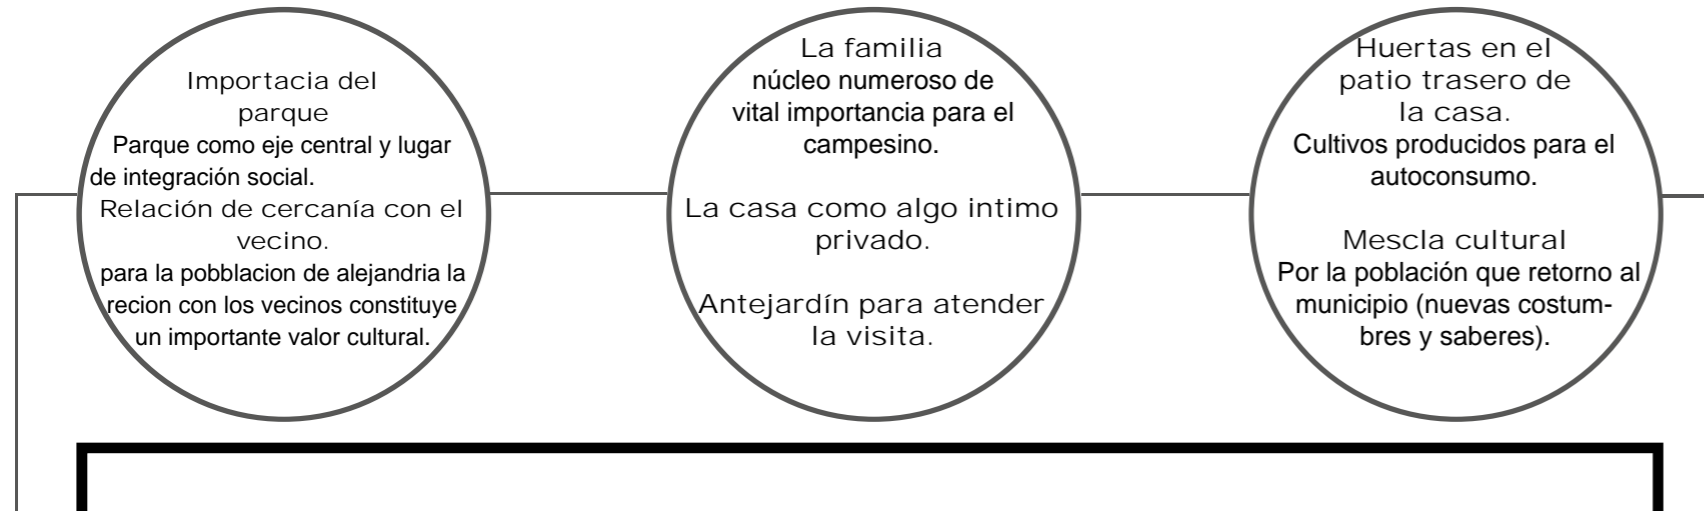 Importacia del
parque
Parque como eje central y lugar
de integración social.
Relación de cercanía con el
vecino.
para la pobblacion de alejandria la
recion con los vecinos constituye
un importante valor cultural.
La familia
núcleo numeroso de
vital importancia para el
campesino.
La casa como algo intimo
privado.
Antejardín para atender
la visita.
Huertas en el
patio trasero de
la casa.
Cultivos producidos para el
autoconsumo.
Mescla cultural
Por la población que retorno al
municipio (nuevas costum-
bres y saberes).